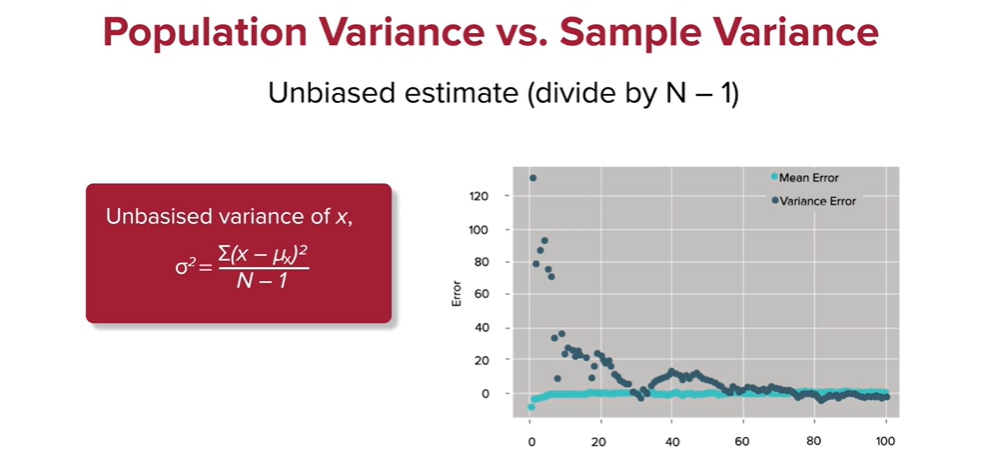 Population Variance vs. Sample Variance
Unbiased estimate (divide by N – 1)
Unbasised variance of x,
σ² = Σ(x – μₓ)²
N – 1
Mean Error
Variance Error
Error
120
100
80
60
40
20
0
0 20 40 60 80 100